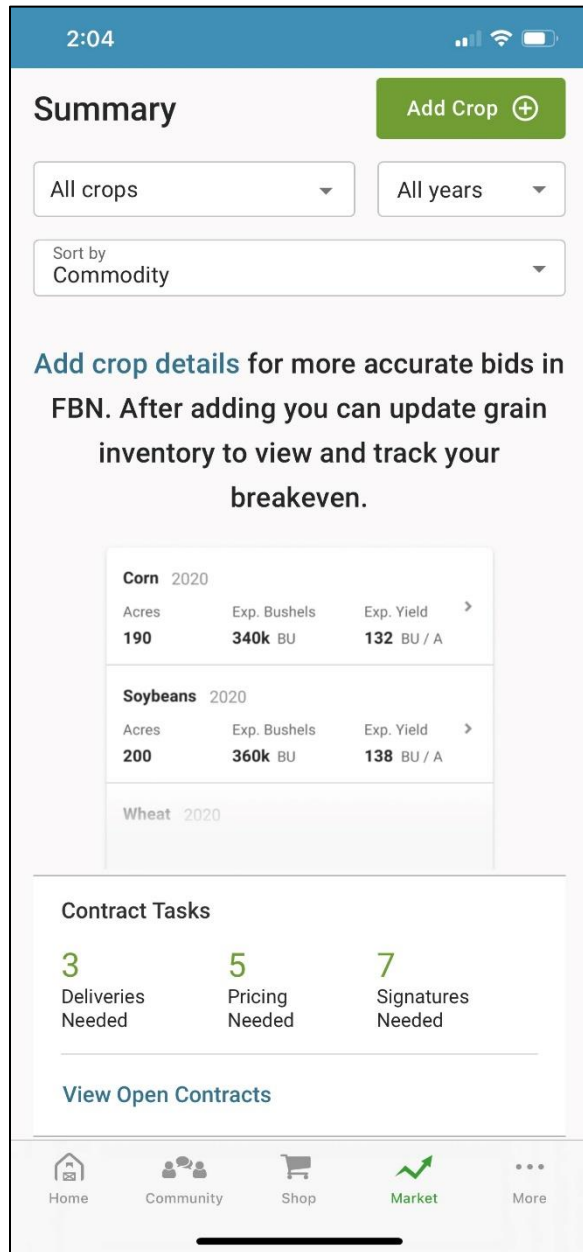 2:04
Summary
Add Crop
All crops
All years
Sort by
Commodity
Add crop details for more accurate bids in
FBN. After adding you can update grain
inventory to view and track your
breakeven.
Corn 2020
Acres Exp. Bushels Exp. Yield
190 340k BU 132 BU / A
Soybeans 2020
Acres Exp. Bushels Exp. Yield
200 360k BU 138 BU / A
Wheat 2020
Contract Tasks
3 5 7
Deliveries Pricing Signatures
Needed Needed Needed
View Open Contracts
Home Community Shop Market More